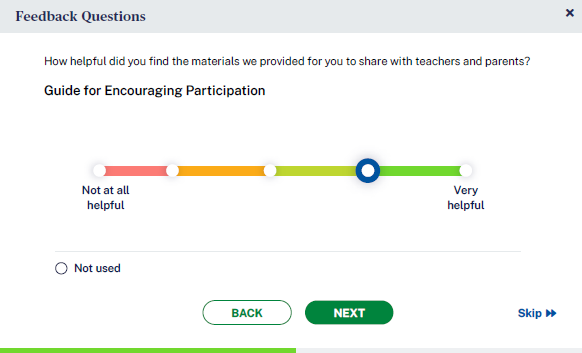 Feedback Questions
How helpful did you find the materials we provided for you to share with teachers and parents?
Guide for Encouraging Participation
Not at all
helpful
Very
helpful
Not used
BACK
NEXT
Skip